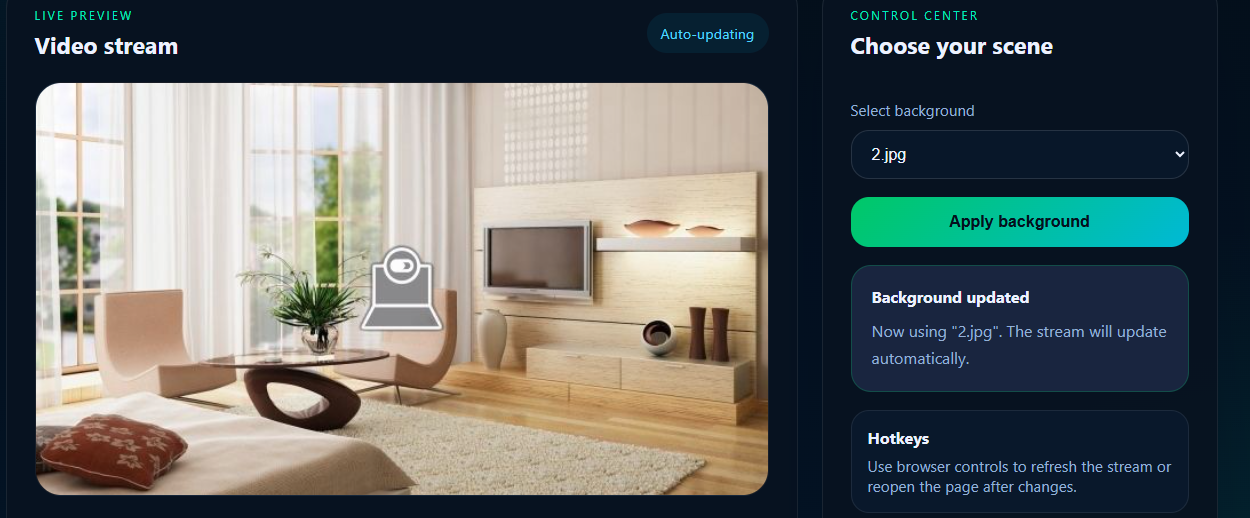 LIVE PREVIEW
Video stream
Auto-updating
CONTROL CENTER
Choose your scene
Select background
2.jpg
Apply background
Background updated
Now using "2.jpg". The stream will update
automatically.
Hotkeys
Use browser controls to refresh the stream or
reopen the page after changes.